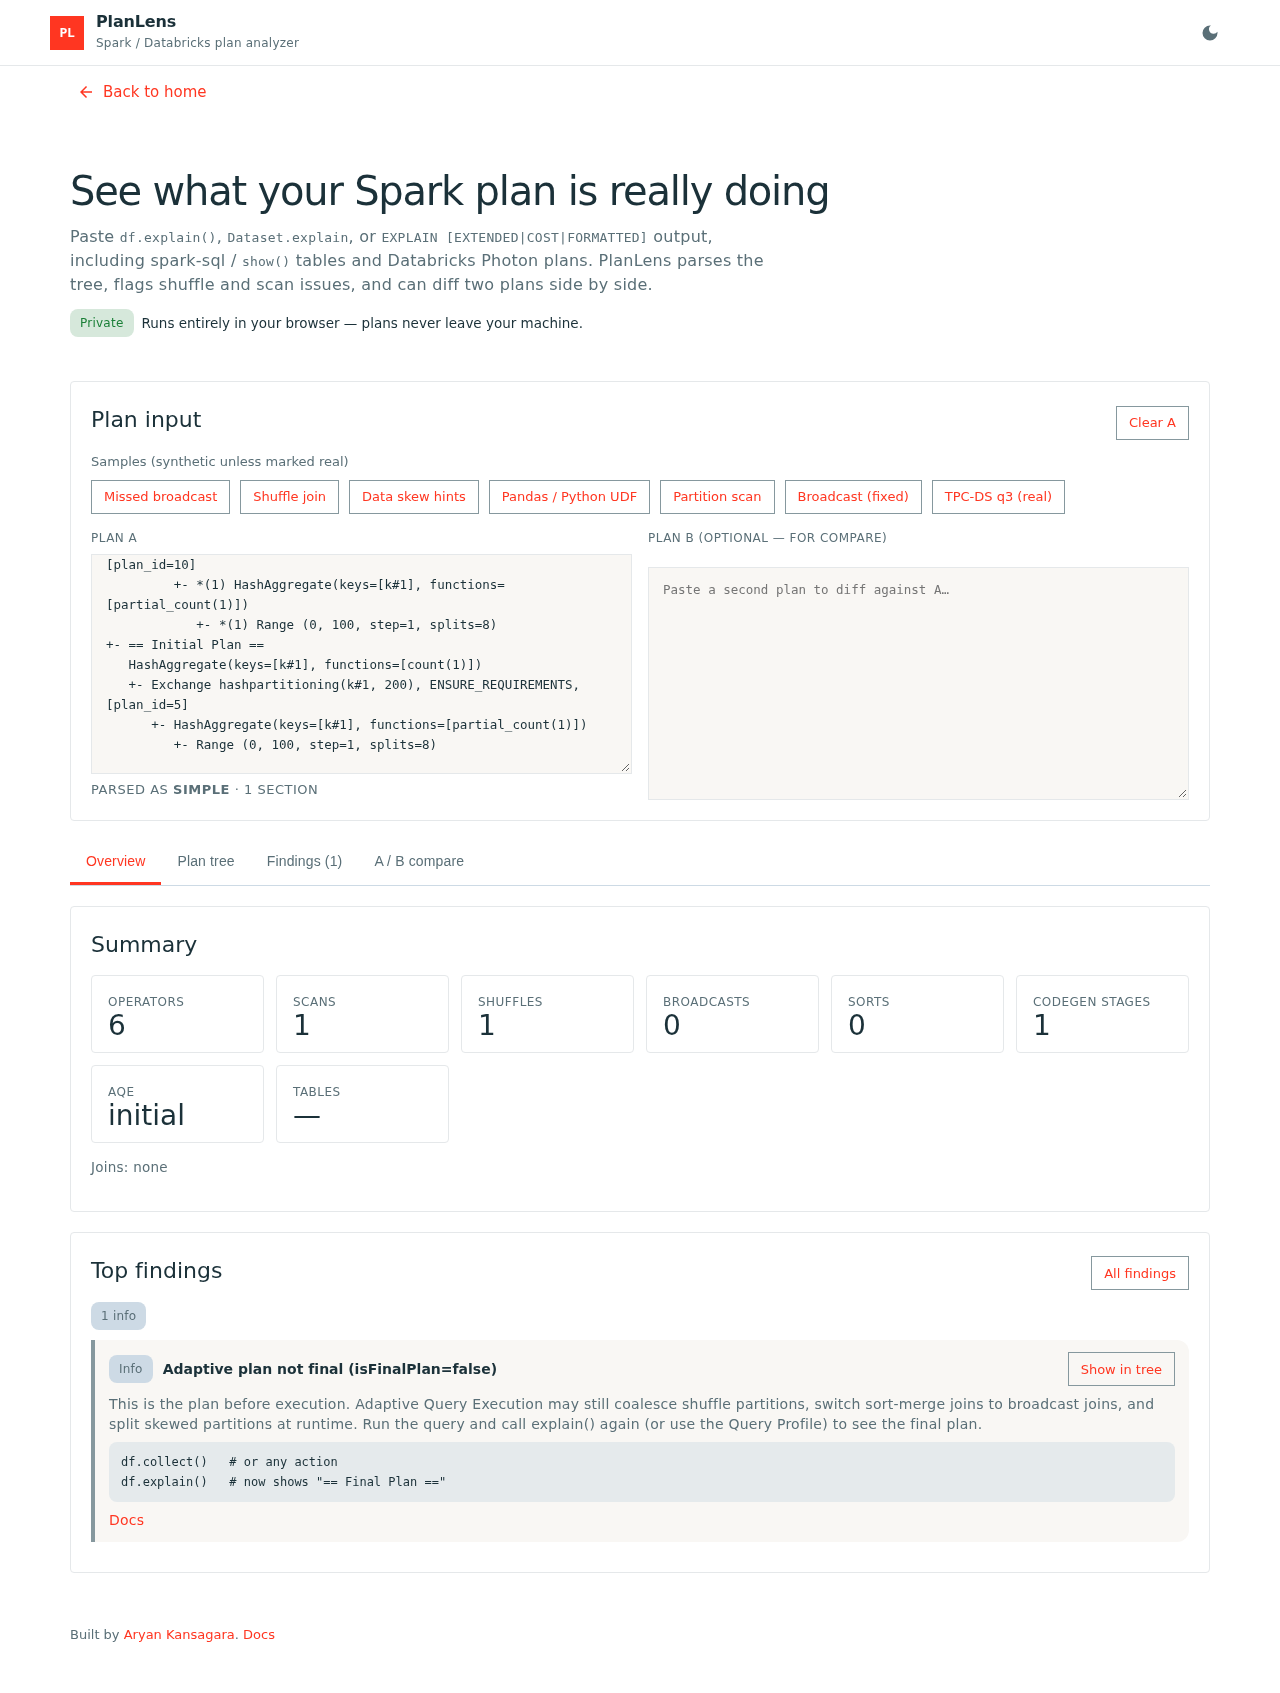 PL
PlanLens
Spark / Databricks plan analyzer
Back to home
See what your Spark plan is really doing
Paste df.explain(), Dataset.explain, or EXPLAIN [EXTENDED|COST|FORMATTED] output,
including spark-sql / show() tables and Databricks Photon plans. PlanLens parses the
tree, flags shuffle and scan issues, and can diff two plans side by side.
Private Runs entirely in your browser — plans never leave your machine.
Plan input
Clear A
Samples (synthetic unless marked real)
Missed broadcast
Shuffle join
Data skew hints
Pandas / Python UDF
Partition scan
Broadcast (fixed)
TPC-DS q3 (real)
PLAN A
[plan_id=10]
         +- *(1) HashAggregate(keys=[k#1], functions=
[partial_count(1)])
            +- *(1) Range (0, 100, step=1, splits=8)
+- == Initial Plan ==
   HashAggregate(keys=[k#1], functions=[count(1)])
   +- Exchange hashpartitioning(k#1, 200), ENSURE_REQUIREMENTS,
[plan_id=5]
      +- HashAggregate(keys=[k#1], functions=[partial_count(1)])
         +- Range (0, 100, step=1, splits=8)
PARSED AS SIMPLE · 1 SECTION
PLAN B (OPTIONAL — FOR COMPARE)
Paste a second plan to diff against A…
Overview
Plan tree
Findings (1)
A / B compare
Summary
OPERATORS
6
SCANS
1
SHUFFLES
1
BROADCASTS
0
SORTS
0
CODEGEN STAGES
1
AQE
initial
TABLES
—
Joins: none
Top findings
All findings
1 info
Info Adaptive plan not final (isFinalPlan=false)
Show in tree
This is the plan before execution. Adaptive Query Execution may still coalesce shuffle partitions, switch sort-merge joins to broadcast joins, and
split skewed partitions at runtime. Run the query and call explain() again (or use the Query Profile) to see the final plan.
df.collect()   # or any action
df.explain()   # now shows "== Final Plan =="
Docs
Built by Aryan Kansagara. Docs